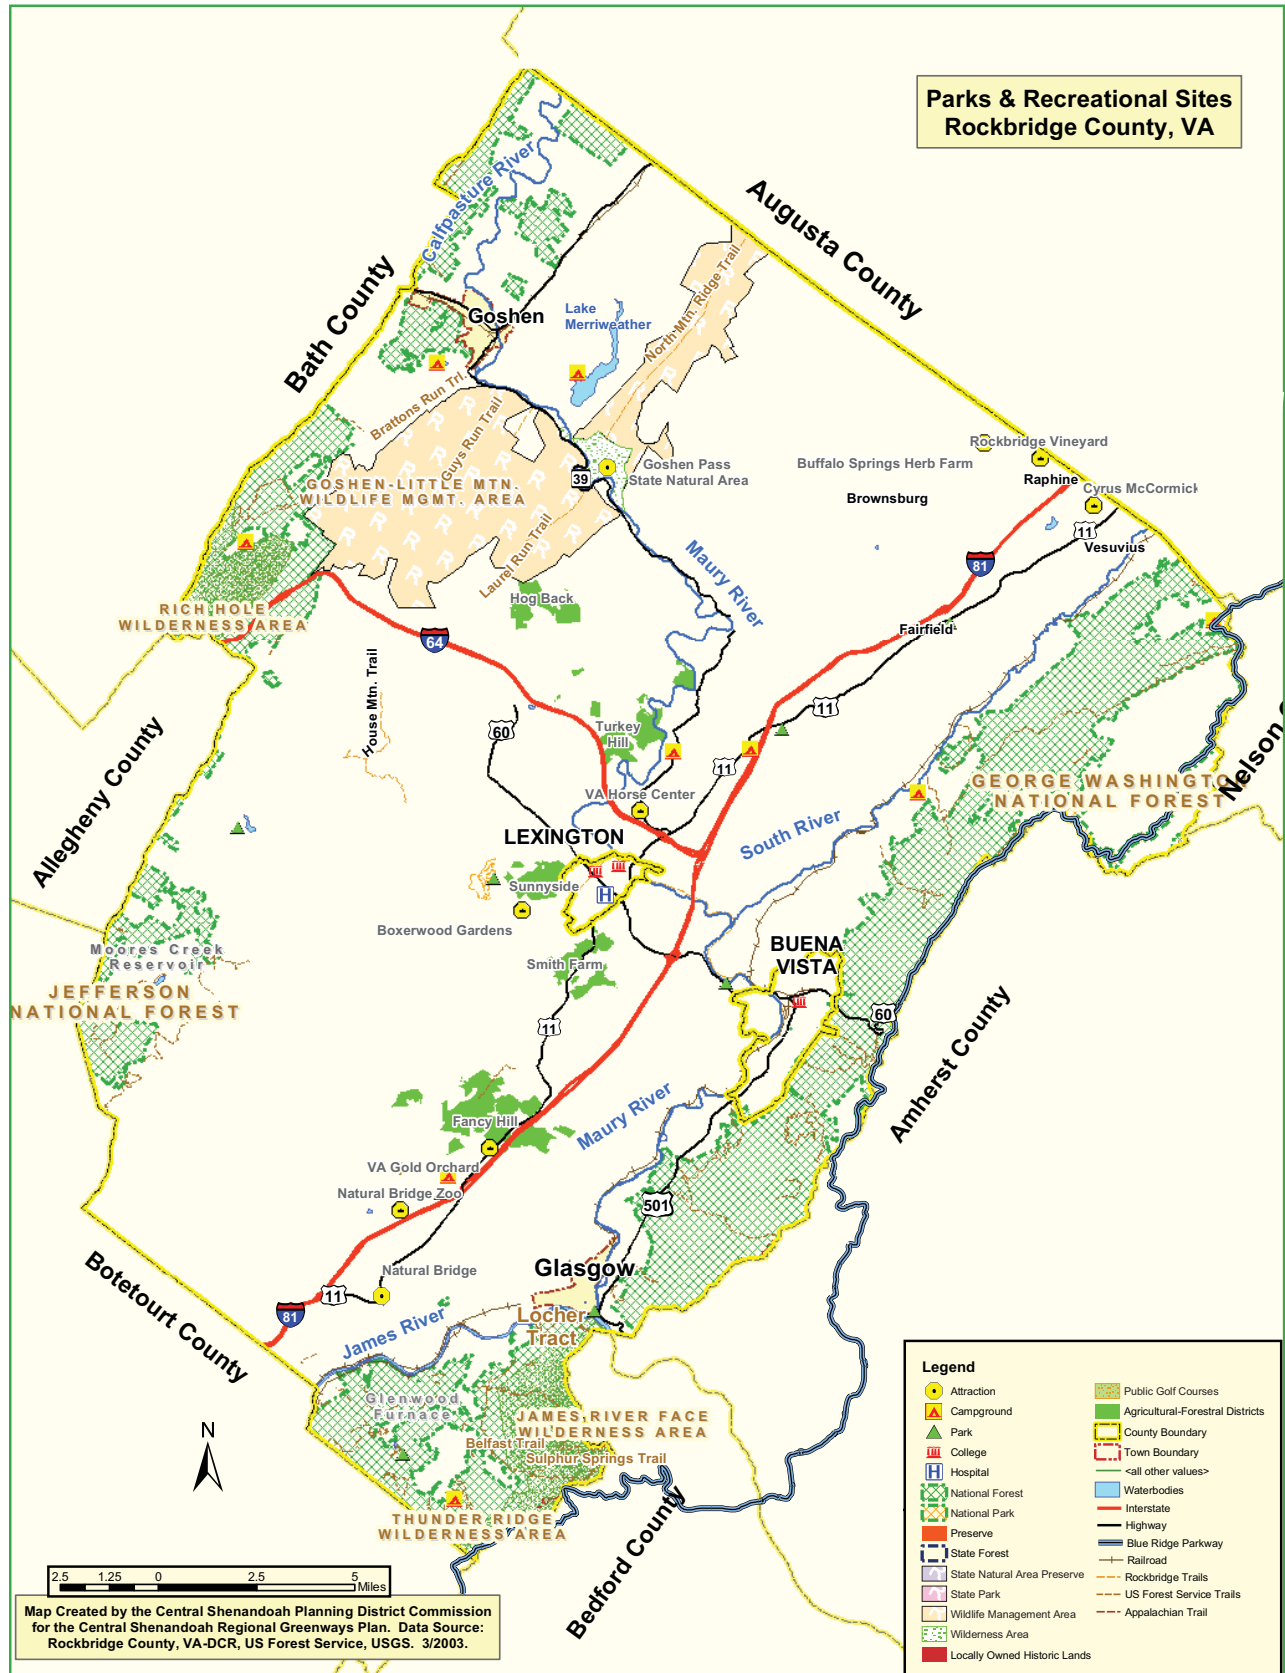 Parks & Recreational Sites
Rockbridge County, VA
Augusta County
Calfpasture River
Bath County
Goshen
Lake
Merriweather
North Mtn. Ridge Trail
Brattons Run Trl.
Guys Run Trail
Rockbridge Vineyard
Buffalo Springs Herb Farm
Goshen Pass
State Natural Area
39
Raphine
GOSHEN-LITTLE MTN.
WILDLIFE MGMT. AREA
Brownsburg
Cyrus McCormick
11
Vesuvius
Laurel Run Trail
Maury River
81
Hog Back
RICH HOLE
WILDERNESS AREA
64
Fairfield
House Mtn. Trail
60
11
Turkey
Hill
11
Allegheny County
Nelson
GEORGE WASHINGTON
NATIONAL FOREST
VA Horse Center
South River
LEXINGTON
Sunnyside
H
Boxerwood Gardens
Moores Creek
Reservoir
BUENA
VISTA
Smith Farm
JEFFERSON
NATIONAL FOREST
60
11
Amherst County
Maury River
Fancy Hill
VA Gold Orchard
Natural Bridge Zoo
501
Botetourt County
Glasgow
Natural Bridge
11
81
Locher
Tract
James River
Glenwood
Furnace
JAMES RIVER FACE
WILDERNESS AREA
Belfast Trail
Sulphur Springs Trail
THUNDER RIDGE
WILDERNESS AREA
Bedford County
N
2.5 1.25 0 2.5 5
Miles
Map Created by the Central Shenandoah Planning District Commission
for the Central Shenandoah Regional Greenways Plan. Data Source:
Rockbridge County, VA-DCR, US Forest Service, USGS. 3/2003.
Legend
Attraction
Campground
Park
College
H Hospital
National Forest
National Park
Preserve
State Forest
State Natural Area Preserve
State Park
Wildlife Management Area
Wilderness Area
Locally Owned Historic Lands
Public Golf Courses
Agricultural-Forestral Districts
County Boundary
Town Boundary
<all other values>
Waterbodies
Interstate
Highway
Blue Ridge Parkway
Railroad
Rockbridge Trails
US Forest Service Trails
Appalachian Trail